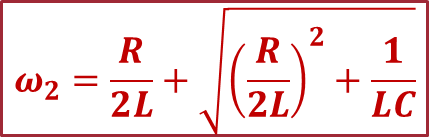 ω₂ = R/2L + √((R/2L)² + 1/LC)